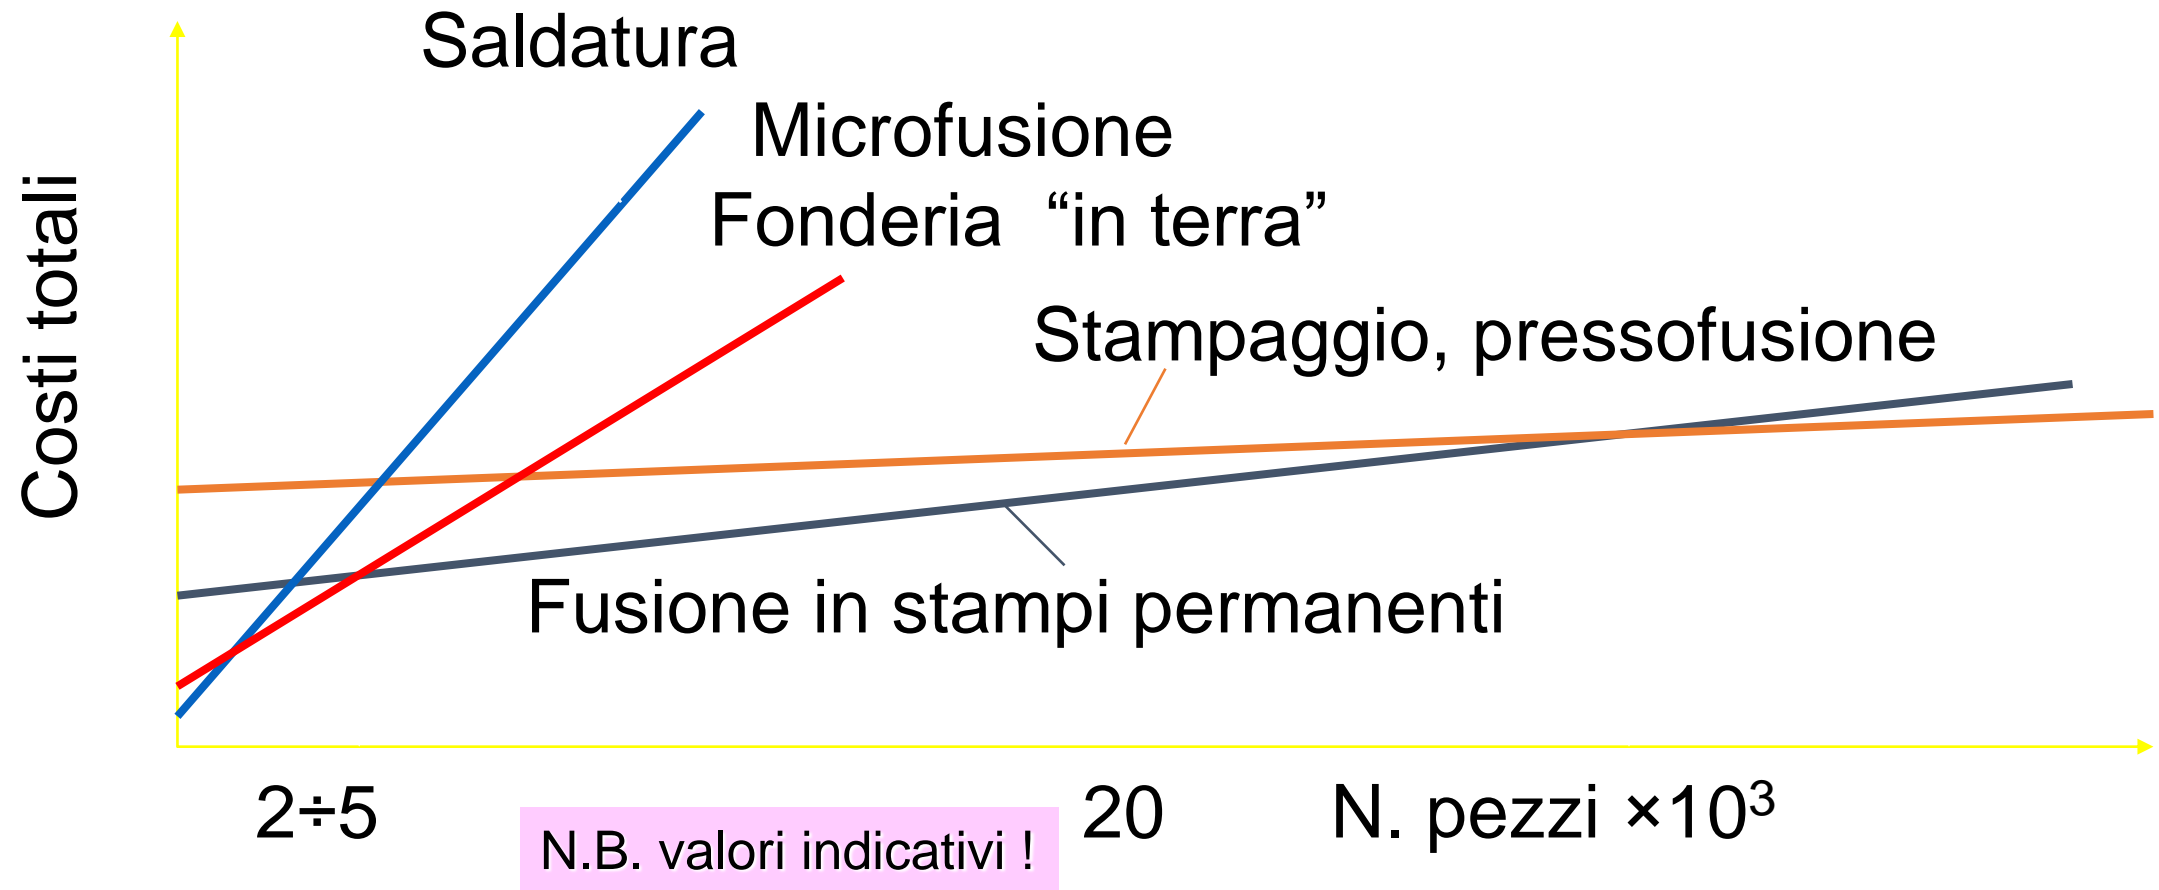 Saldatura
Microfusione
Fonderia “in terra”
Costi totali
Stampaggio, pressofusione
Fusione in stampi permanenti
2÷5
20
N. pezzi ×10³
N.B. valori indicativi !